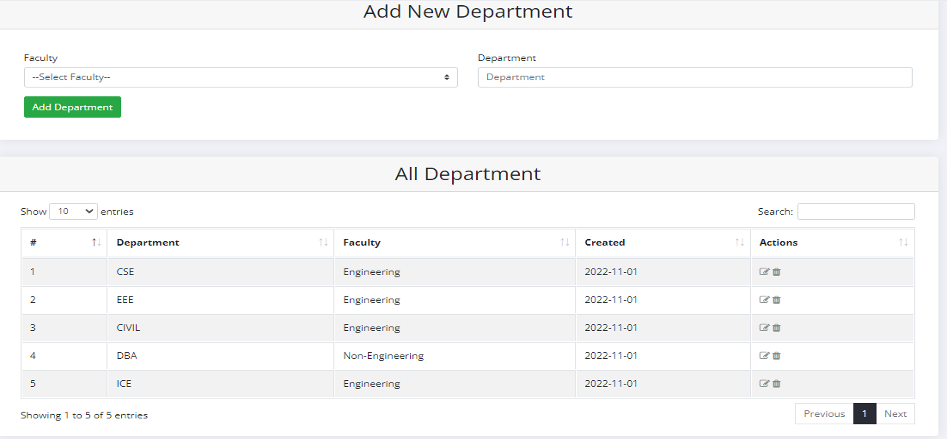 Add New Department
Faculty Department
--Select Faculty-- Department
Add Department
All Department
Show 10 entries Search:
# Department Faculty Created Actions
1 CSE Engineering 2022-11-01
2 EEE Engineering 2022-11-01
3 CIVIL Engineering 2022-11-01
4 DBA Non-Engineering 2022-11-01
5 ICE Engineering 2022-11-01
Showing 1 to 5 of 5 entries Previous 1 Next